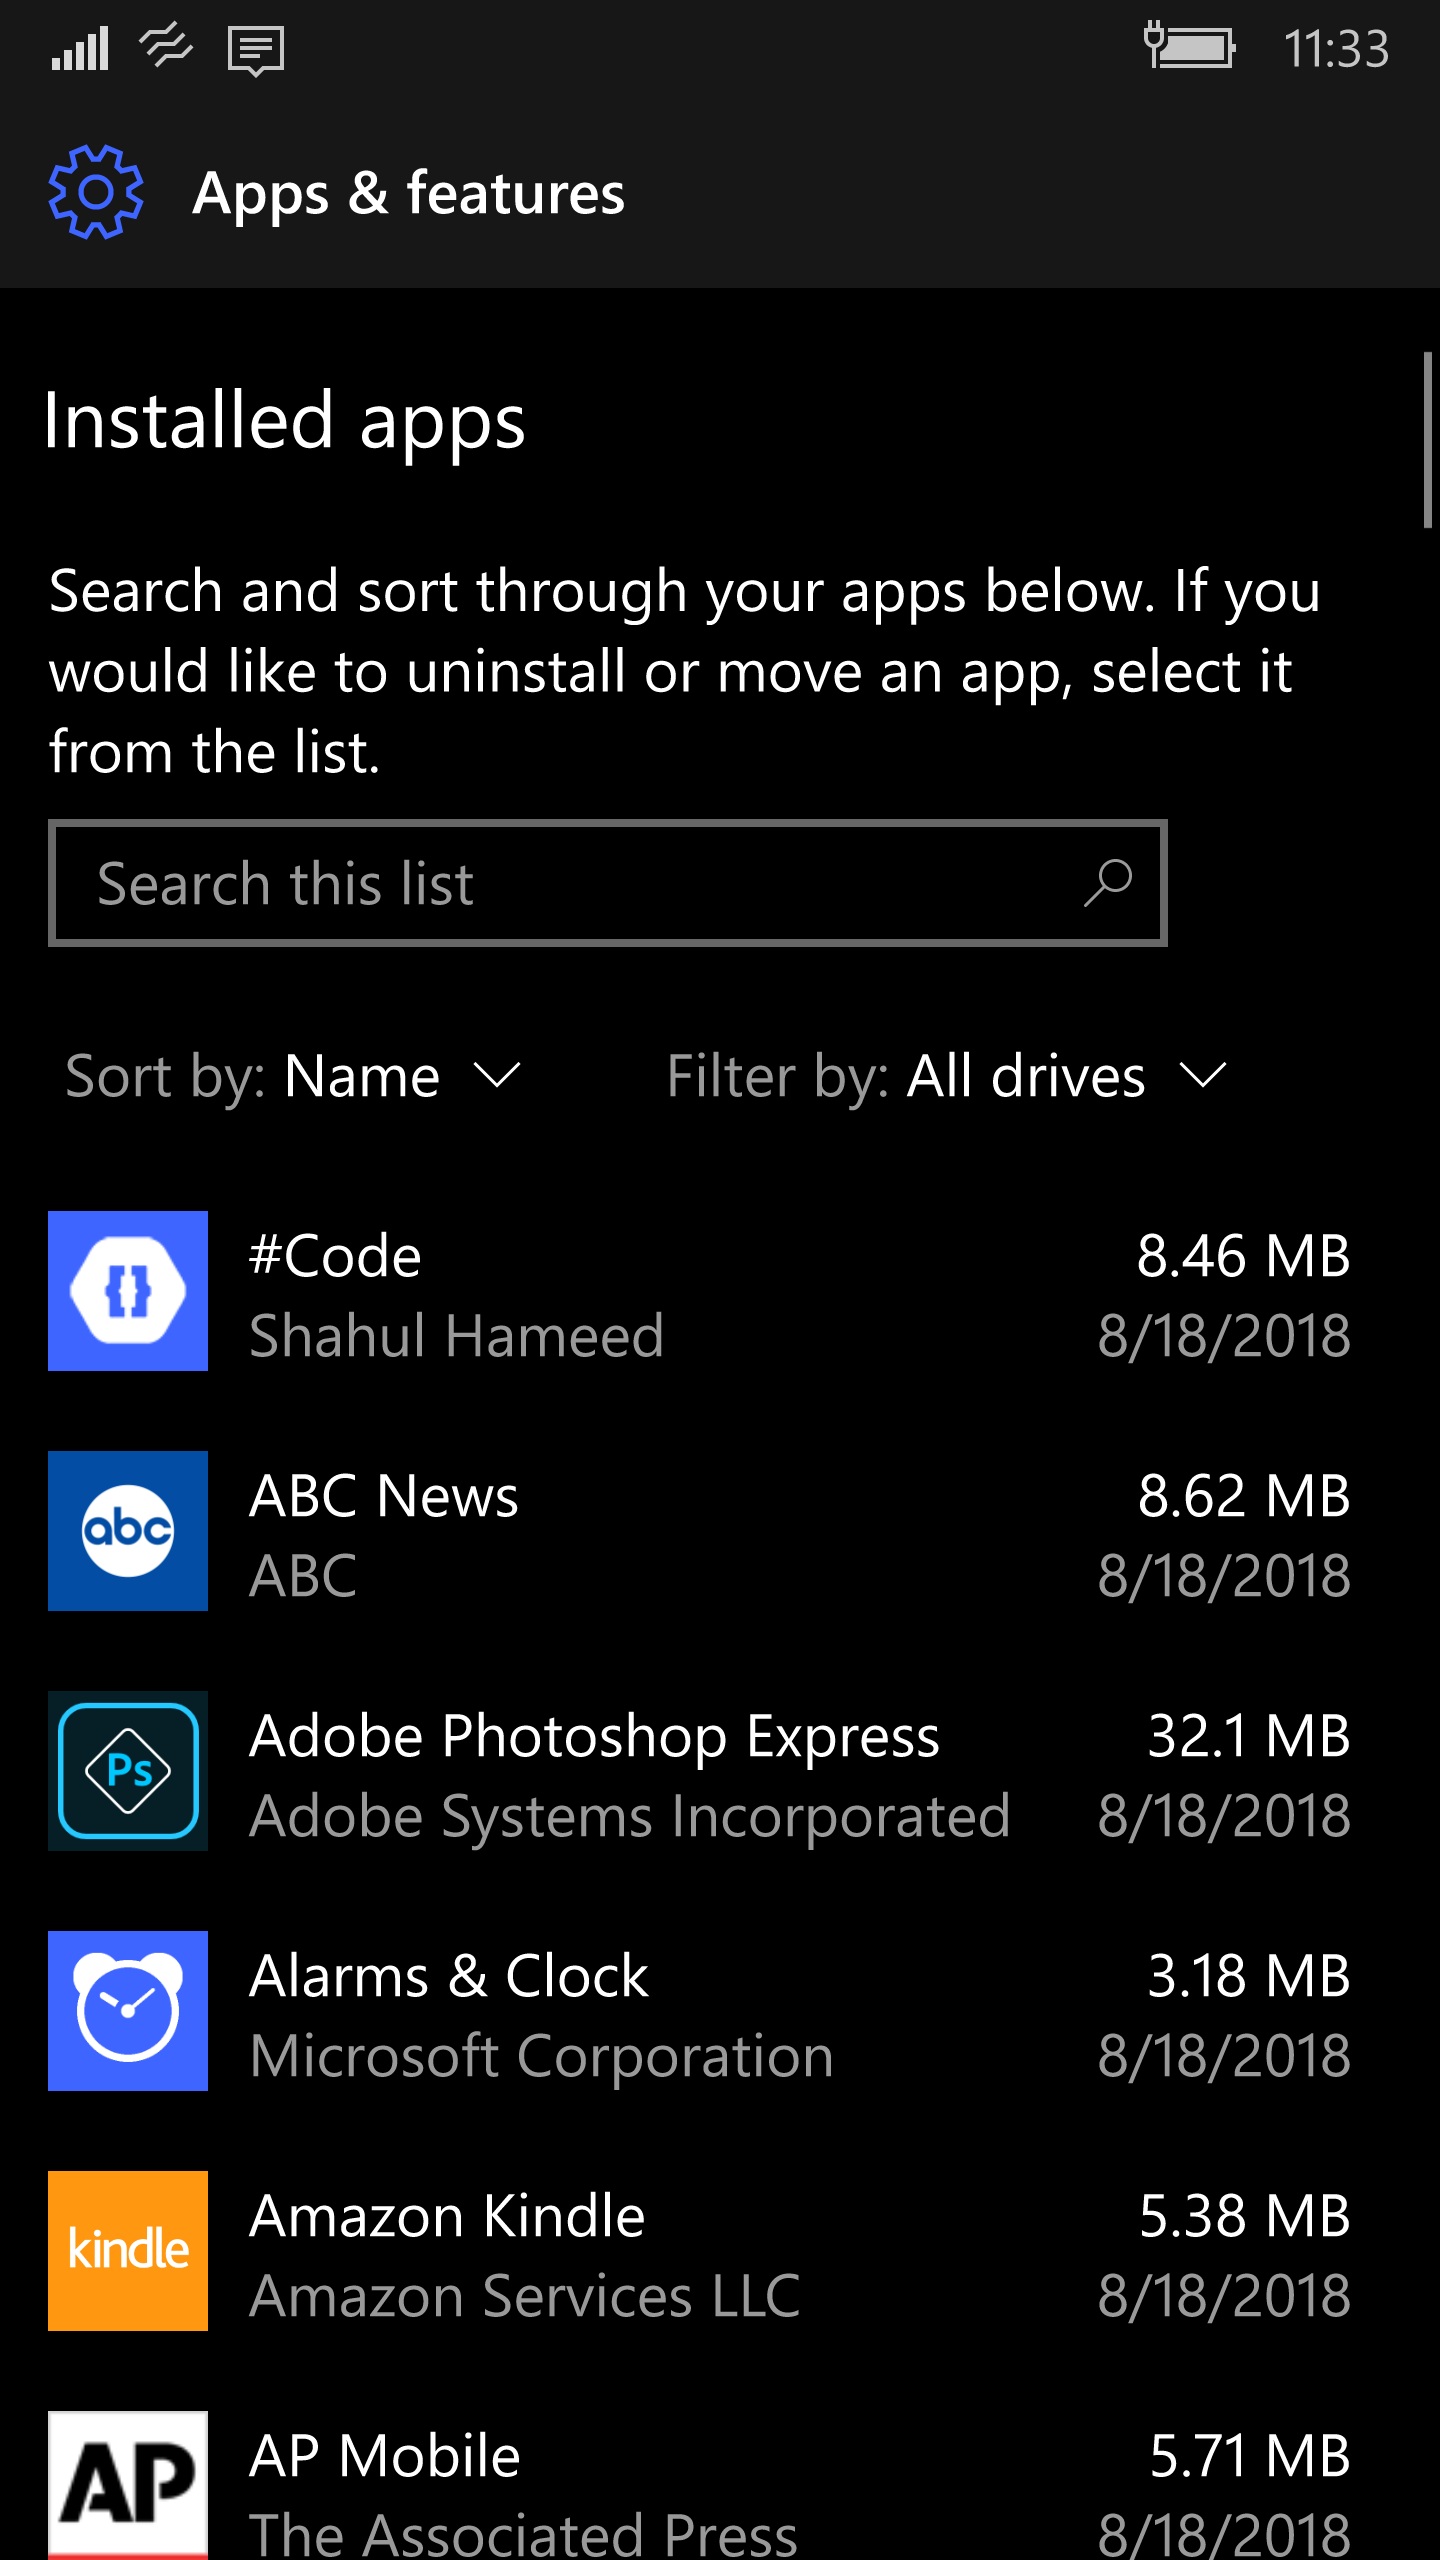 11:33
Apps & features
Installed apps
Search and sort through your apps below. If you
would like to uninstall or move an app, select it
from the list.
Search this list
Sort by: Name Filter by: All drives
#Code 8.46 MB
Shahul Hameed 8/18/2018
abc
ABC News 8.62 MB
ABC 8/18/2018
Ps
Adobe Photoshop Express 32.1 MB
Adobe Systems Incorporated 8/18/2018
Alarms & Clock 3.18 MB
Microsoft Corporation 8/18/2018
kindle
Amazon Kindle 5.38 MB
Amazon Services LLC 8/18/2018
AP
AP Mobile 5.71 MB
The Associated Press 8/18/2018